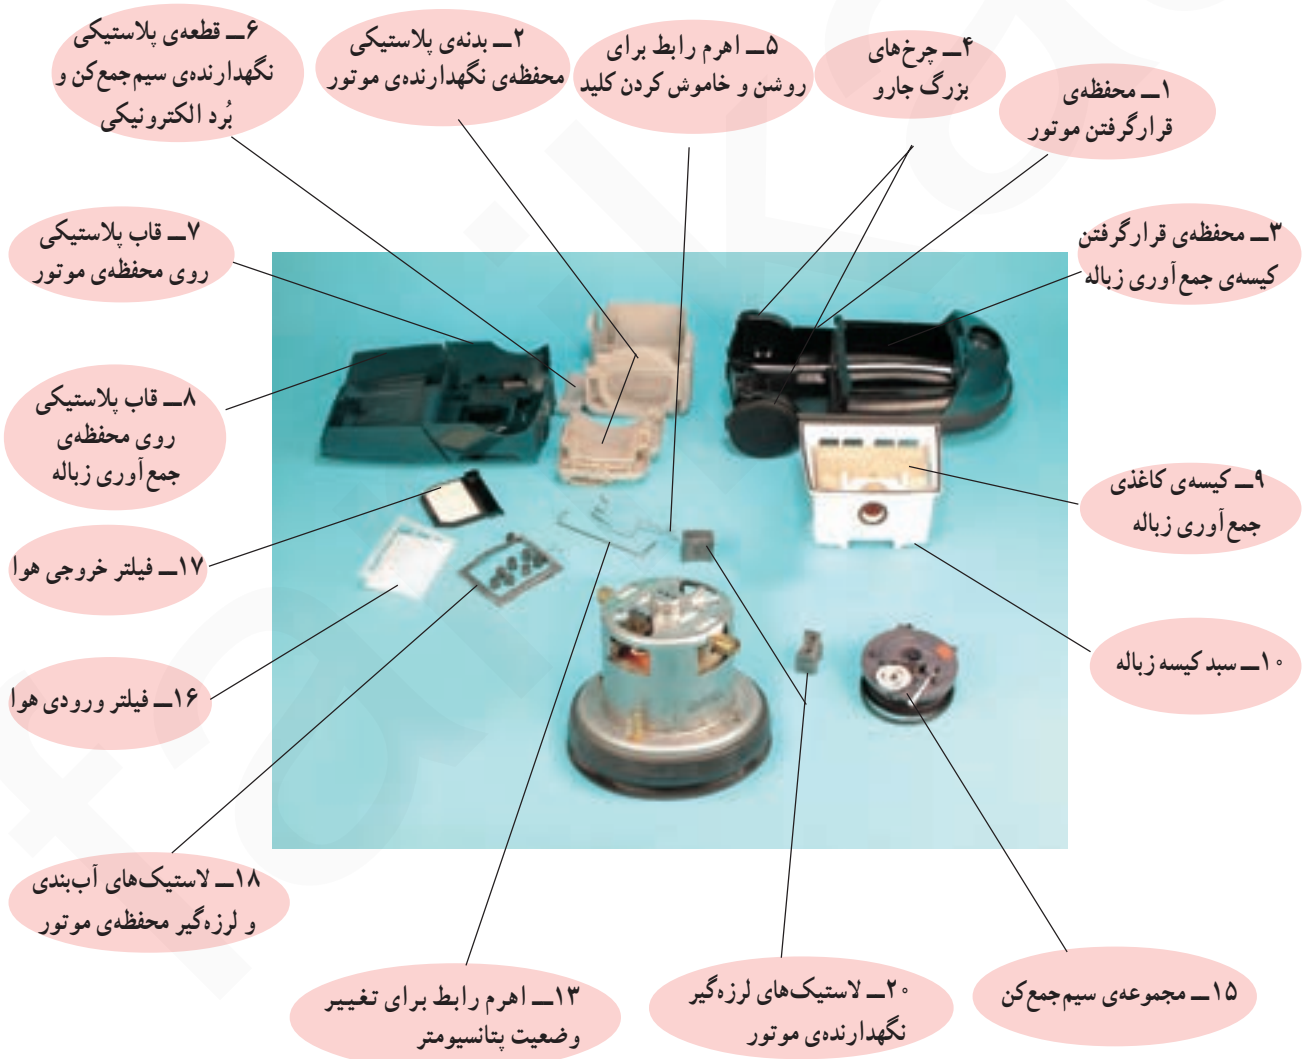 ۶ــ قطعه‌ی پلاستیکی
نگهدارنده‌ی سیم‌جمع‌کن و
بُرد الکترونیکی
۲ــ بدنه‌ی پلاستیکی
محفظه‌ی نگهدارنده‌ی موتور
۵ــ اهرم رابط برای
روشن و خاموش کردن کلید
۴ــ چرخ‌های
بزرگ جارو
۱ــ محفظه‌ی
قرارگرفتن موتور
۷ــ قاب پلاستیکی
روی محفظه‌ی موتور
۳ــ محفظه‌ی قرارگرفتن
کیسه‌ی جمع‌آوری زباله
۸ــ قاب پلاستیکی
روی محفظه‌ی
جمع‌آوری زباله
۹ــ کیسه‌ی کاغذی
جمع‌آوری زباله
۱۷ــ فیلتر خروجی هوا
۱۰ــ سبد کیسه زباله
۱۶ــ فیلتر ورودی هوا
۱۸ــ لاستیک‌های آب‌بندی
و لرزه‌گیر محفظه‌ی موتور
۱۳ــ اهرم رابط برای تغییر
وضعیت پتانسیومتر
۲۰ــ لاستیک‌های لرزه‌گیر
نگهدارنده‌ی موتور
۱۵ــ مجموعه‌ی سیم‌جمع‌کن